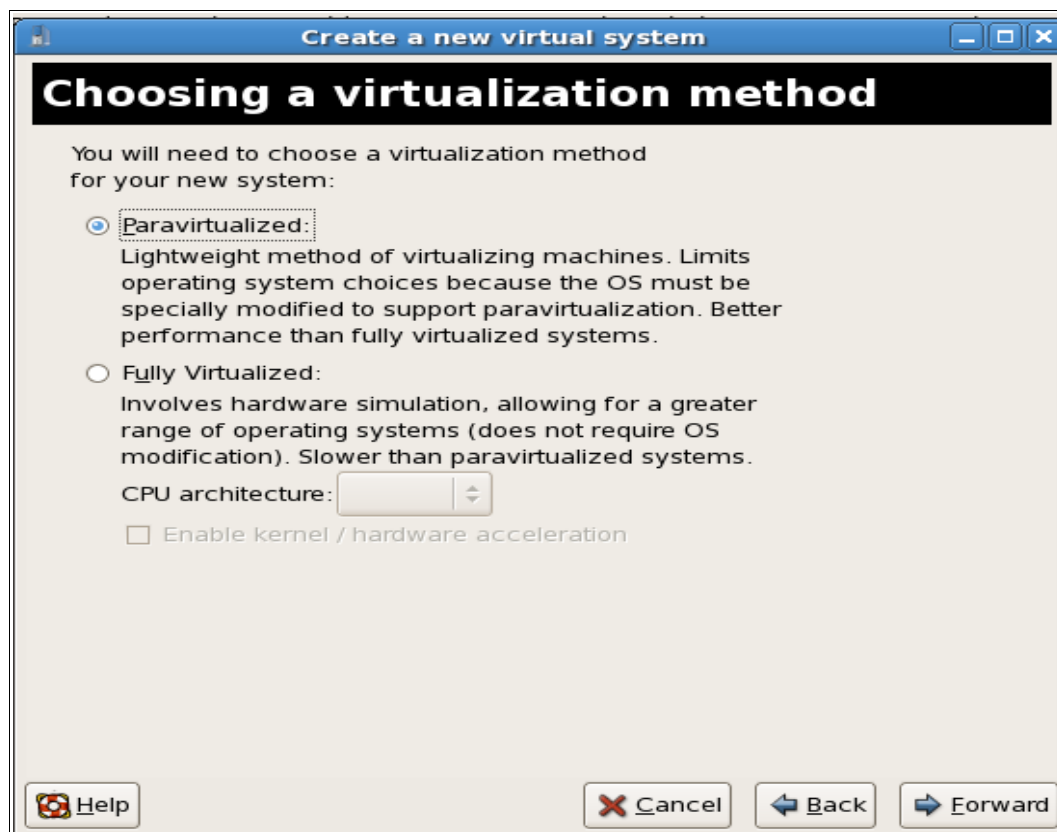 Create a new virtual system
Choosing a virtualization method
You will need to choose a virtualization method
for your new system:
Paravirtualized:
Lightweight method of virtualizing machines. Limits
operating system choices because the OS must be
specially modified to support paravirtualization. Better
performance than fully virtualized systems.
Fully Virtualized:
Involves hardware simulation, allowing for a greater
range of operating systems (does not require OS
modification). Slower than paravirtualized systems.
CPU architecture:
Enable kernel / hardware acceleration
Help Cancel Back Forward